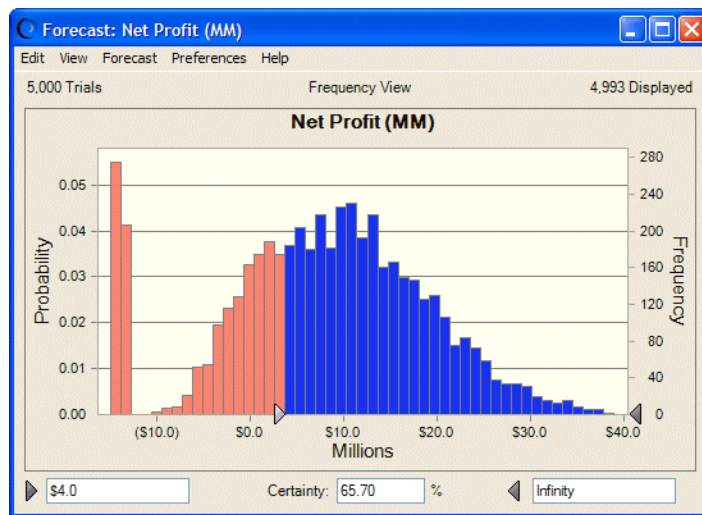 Forecast: Net Profit (MM)
Edit View Forecast Preferences Help
5,000 Trials Frequency View 4,993 Displayed
Net Profit (MM)
Probability
0.05
0.04
0.03
0.02
0.01
0.00
280
240
200
160
120
80
40
0
Frequency
($10.0) $0.0 $10.0 $20.0 $30.0 $40.0
Millions
$4.0 Certainty: 65.70 % Infinity